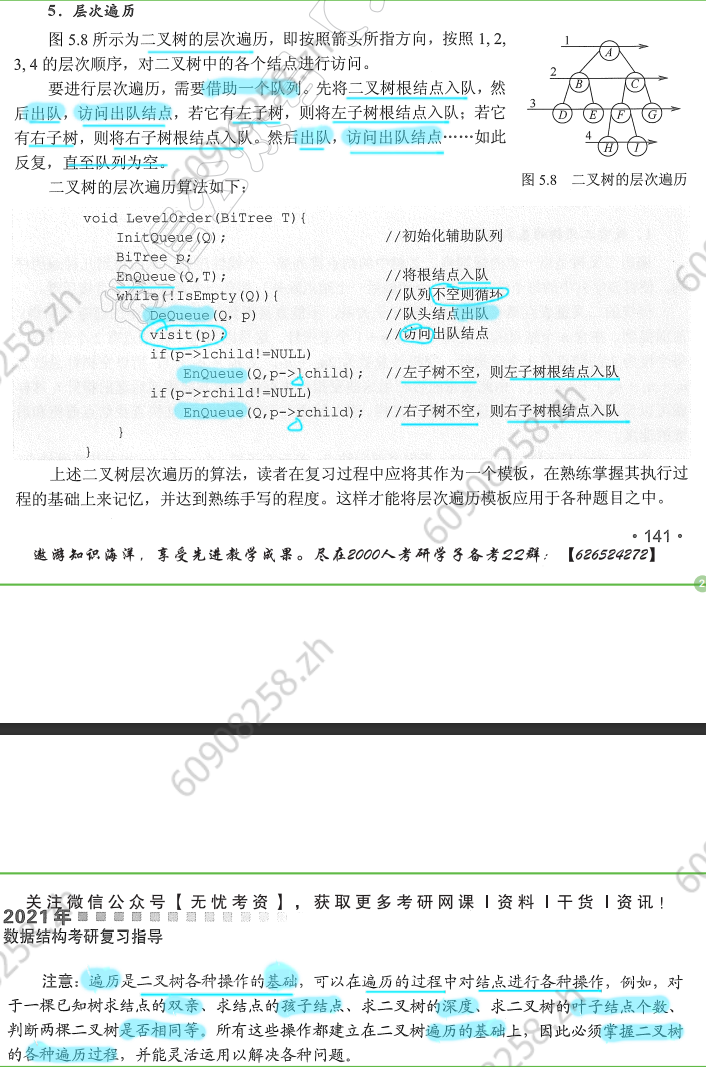 5．层次遍历
图 5.8 所示为二叉树的层次遍历，即按照箭头所指方向，按照 1, 2,
3, 4 的层次顺序，对二叉树中的各个结点进行访问。
要进行层次遍历，需要借助一个队列。先将二叉树根结点入队，然
后出队，访问出队结点，若它有左子树，则将左子树根结点入队；若它
有右子树，则将右子树根结点入队。然后出队，访问出队结点……如此
反复，直至队列为空。
二叉树的层次遍历算法如下：
1
A
2
B C
3
D E F G
4
H I
图 5.8 二叉树的层次遍历
void LevelOrder(BiTree T){
InitQueue(Q); //初始化辅助队列
BiTree p;
EnQueue(Q,T); //将根结点入队
while(!IsEmpty(Q)){ //队列不空则循环
DeQueue(Q, p) //队头结点出队
visit(p); //访问出队结点
if(p->lchild!=NULL)
EnQueue(Q,p->lchild); //左子树不空，则左子树根结点入队
if(p->rchild!=NULL)
EnQueue(Q,p->rchild); //右子树不空，则右子树根结点入队
}
}
上述二叉树层次遍历的算法，读者在复习过程中应将其作为一个模板，在熟练掌握其执行过
程的基础上来记忆，并达到熟练手写的程度。这样才能将层次遍历模板应用于各种题目之中。
• 141 •
遨游知识海洋，享受先进教学成果。尽在2000人考研学子备考QQ群：【626524272】
2
60908258.zh
关注微信公众号【无忧考资】，获取更多考研网课 | 资料 | 干货 | 资讯！
2021年
数据结构考研复习指导
注意：遍历是二叉树各种操作的基础，可以在遍历的过程中对结点进行各种操作，例如，对
于一棵已知树求结点的双亲、求结点的孩子结点、求二叉树的深度、求二叉树的叶子结点个数、
判断两棵二叉树是否相同等。所有这些操作都建立在二叉树遍历的基础上，因此必须掌握二叉树
的各种遍历过程，并能灵活运用以解决各种问题。